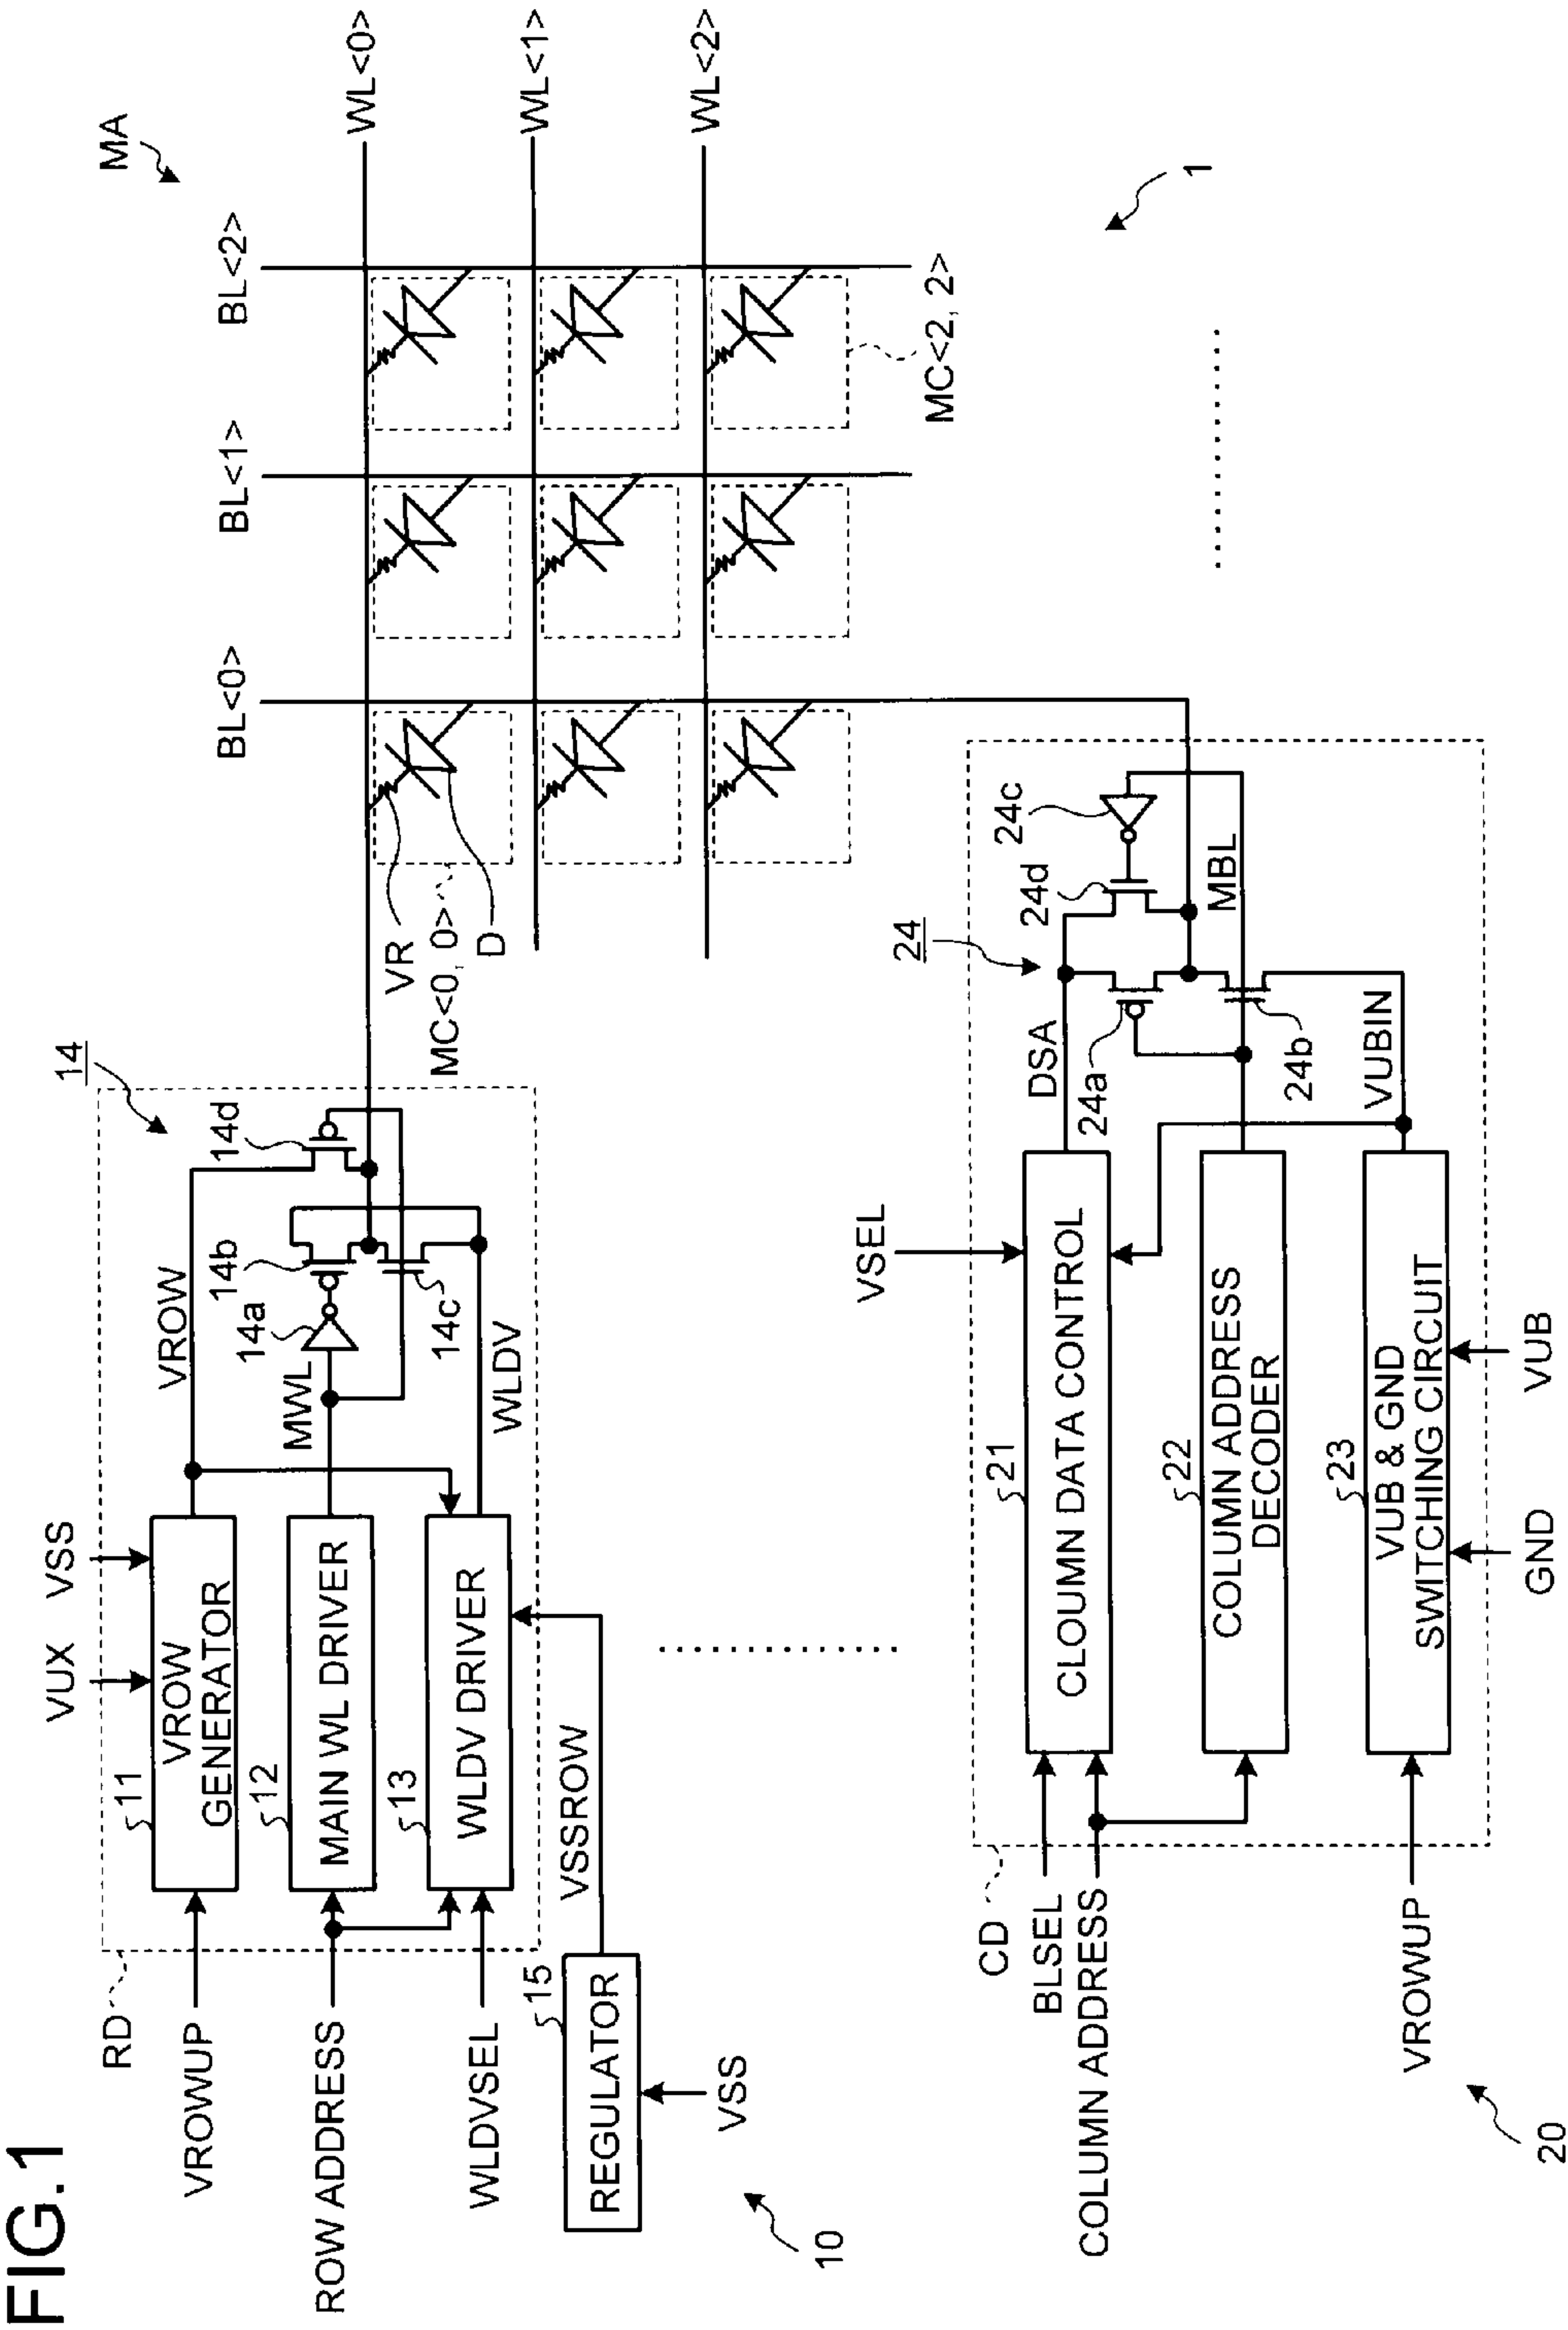 FIG.1
MA
BL<0>
BL<1>
BL<2>
WL<0>
WL<1>
WL<2>
VR
MC<0, 0>
D
MC<2, 2>
1
RD
VUX
VSS
14
VROWUP
11
VROW
GENERATOR
VROW
14d
ROW ADDRESS
12
MAIN WL DRIVER
MWL
14a
14b
14c
WLDVSEL
13
WLDV DRIVER
WLDV
VSSROW
15
REGULATOR
VSS
10
CD
VSEL
24
BLSEL
COLUMN ADDRESS
21
CLOUMN DATA CONTROL
DSA
24a
24d
24c
22
COLUMN ADDRESS
DECODER
MBL
24b
VROWUP
23
VUB & GND
SWITCHING CIRCUIT
VUBIN
GND
VUB
20